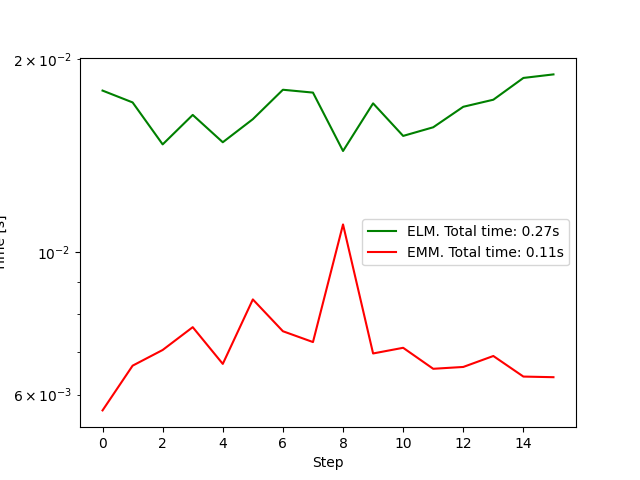 2 × 10⁻²
10⁻²
6 × 10⁻³
[s]
ELM. Total time: 0.27s
EMM. Total time: 0.11s
0 2 4 6 8 10 12 14
Step